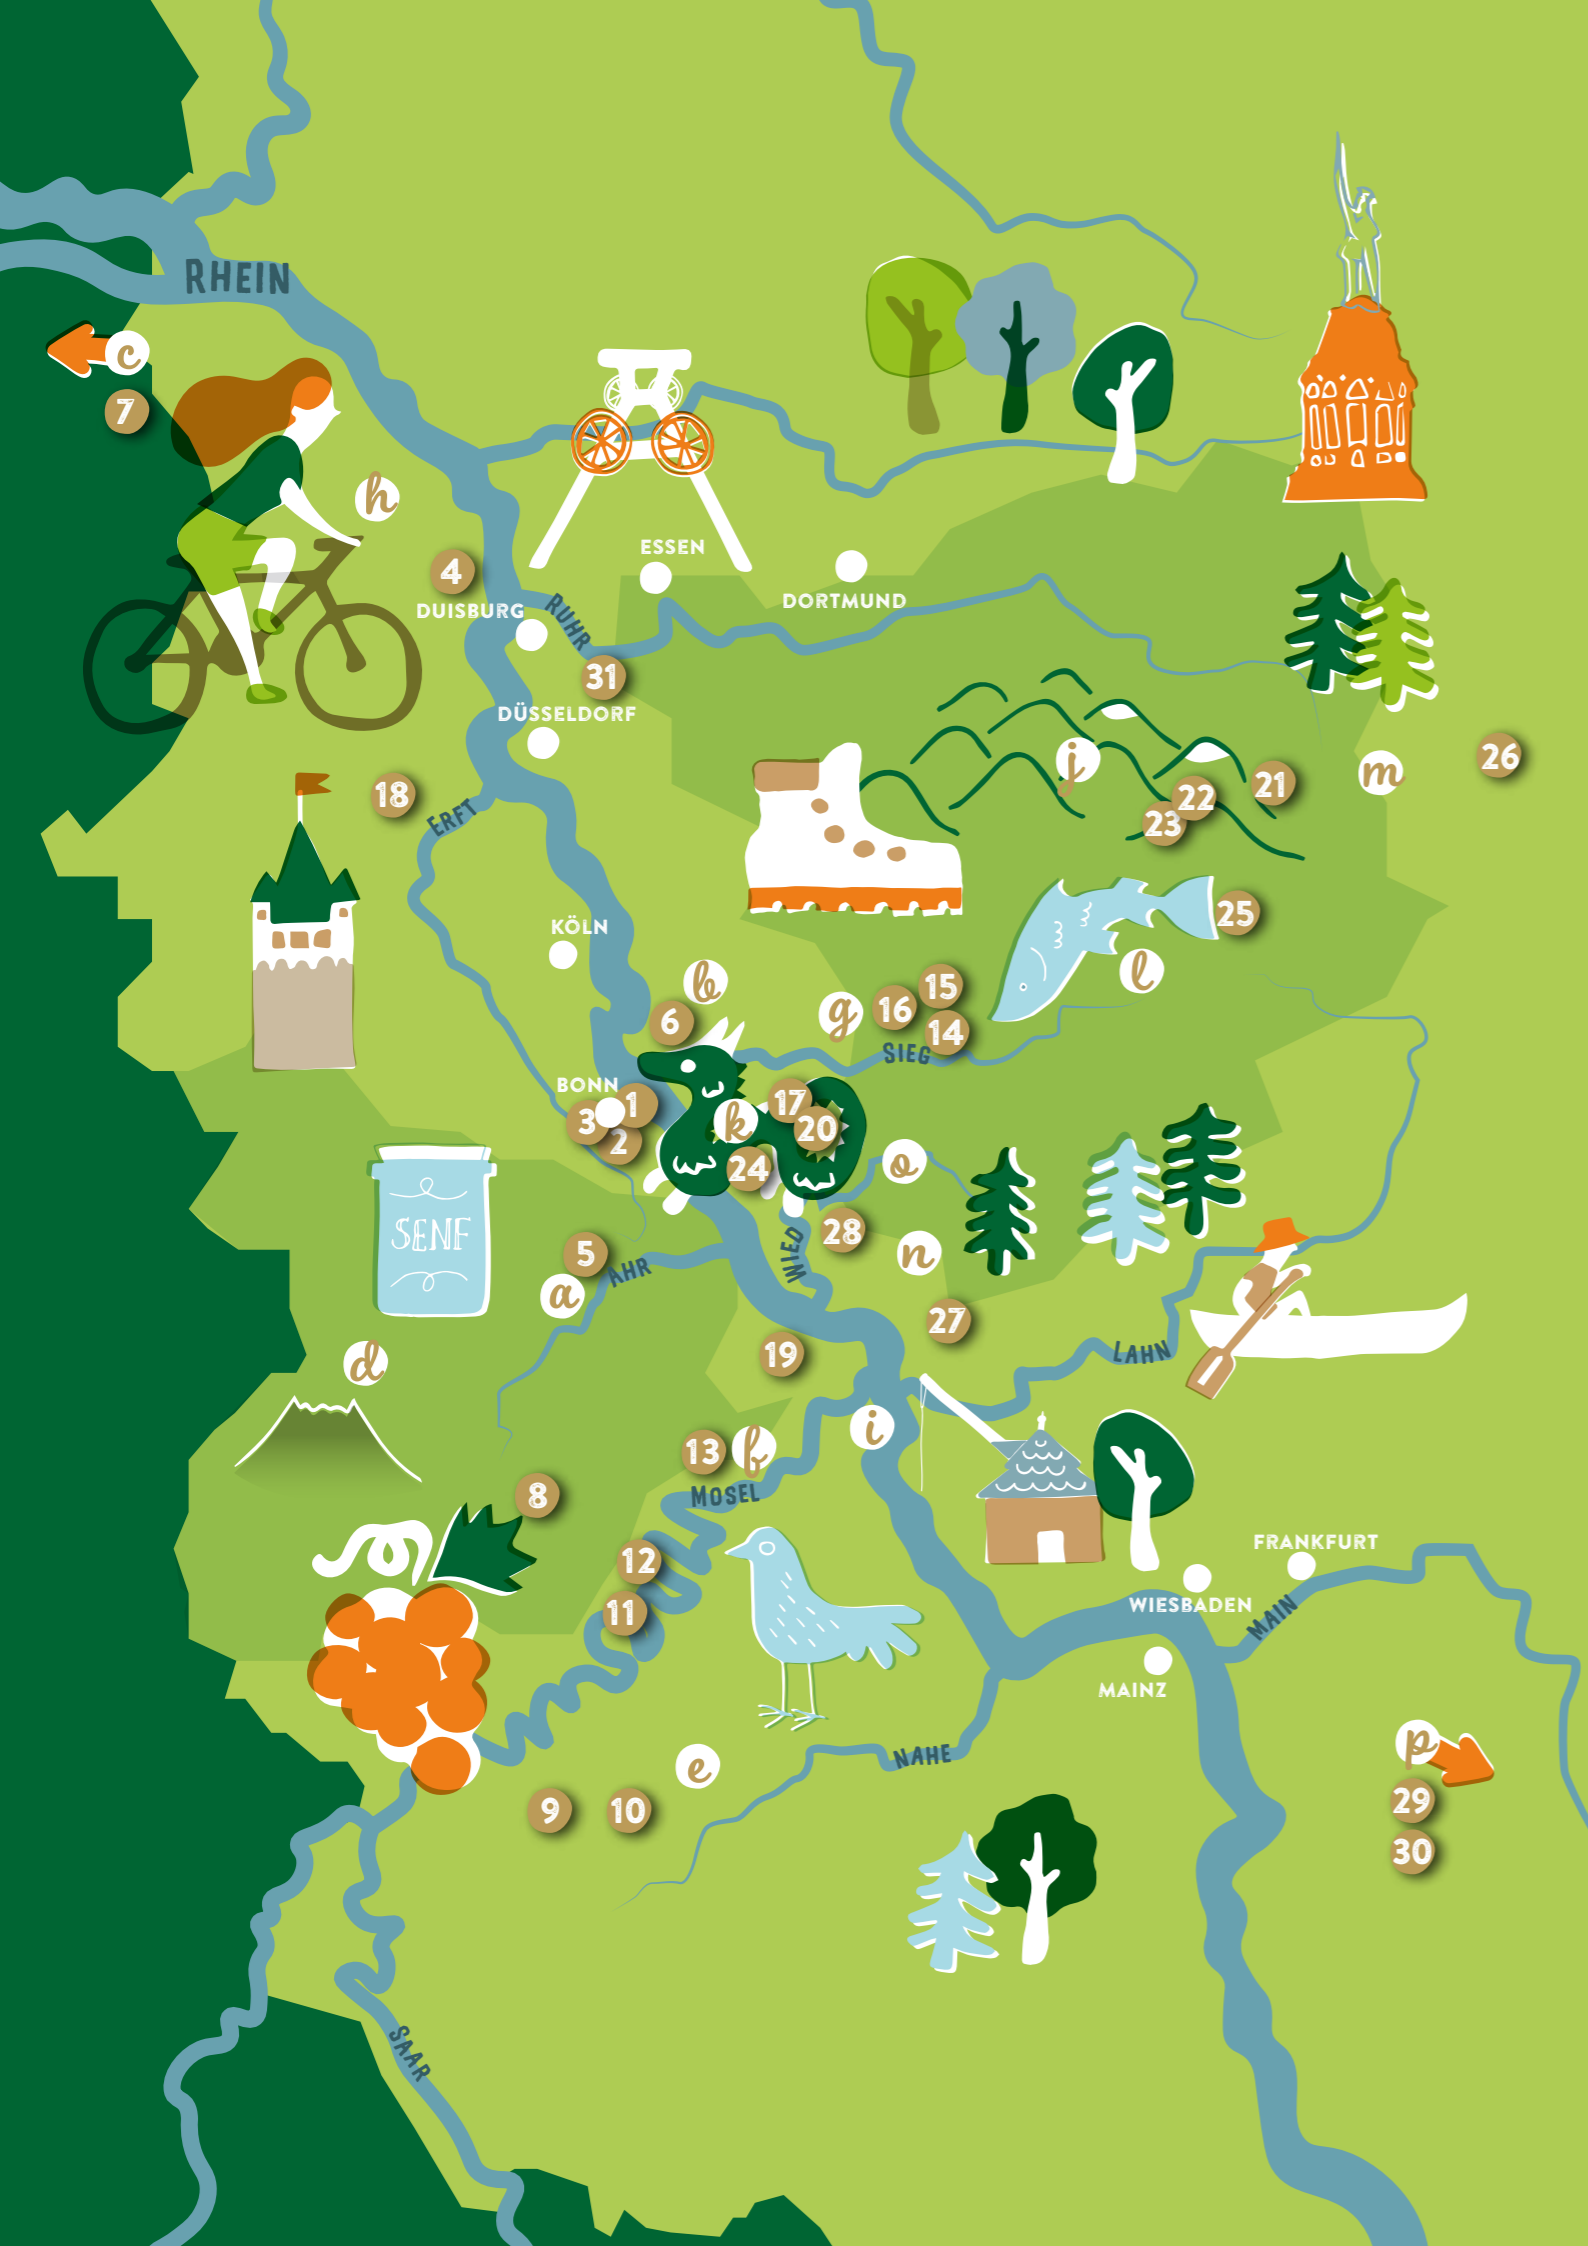 RHEIN
c
7
h
ESSEN
4
DUISBURG
RUHR
DORTMUND
31
DÜSSELDORF
j
m
26
18
ERFT
21
22
23
KÖLN
25
b
l
g
15
16
6
14
SIEG
BONN
1
3
2
17
k
20
24
o
SENF
WIED
28
n
5
AHR
a
27
19
LAHN
d
i
13
f
MOSEL
8
12
FRANKFURT
11
WIESBADEN
MAIN
MAINZ
NAHE
e
p
9
10
29
30
SAAR